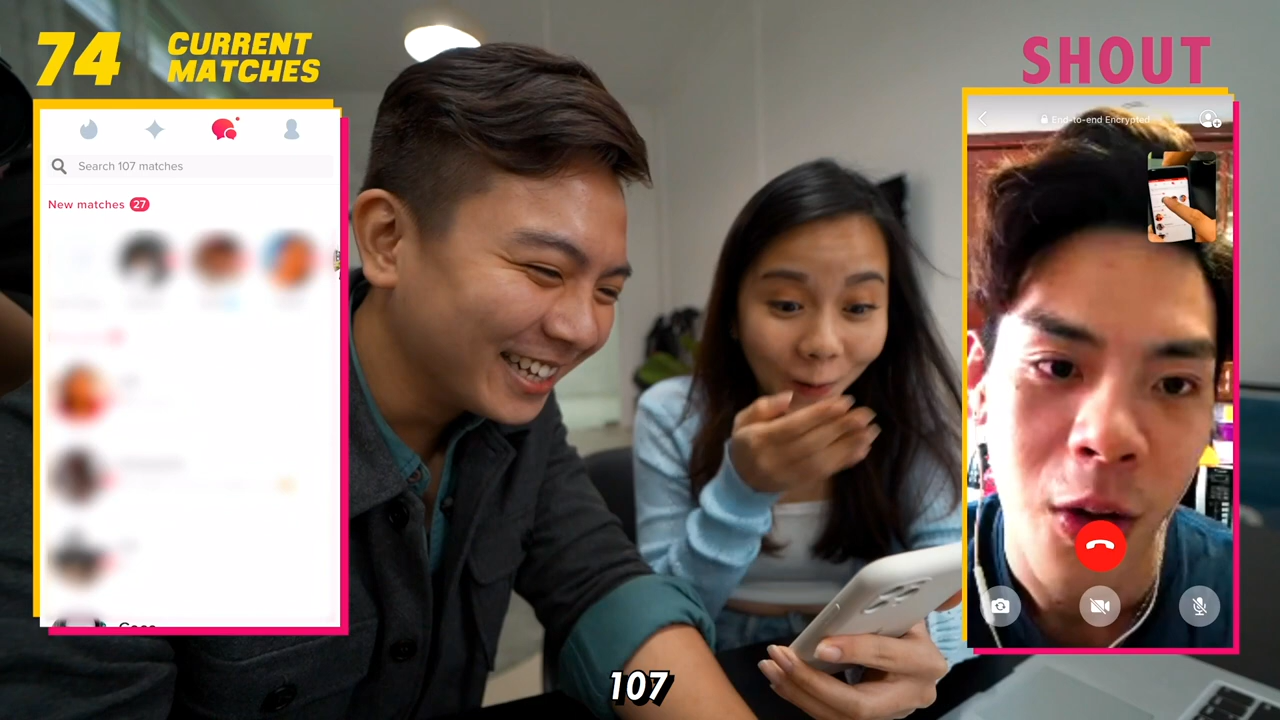 74
CURRENT
MATCHES
Search 107 matches
New matches 27
SHOUT
End-to-end Encrypted
107